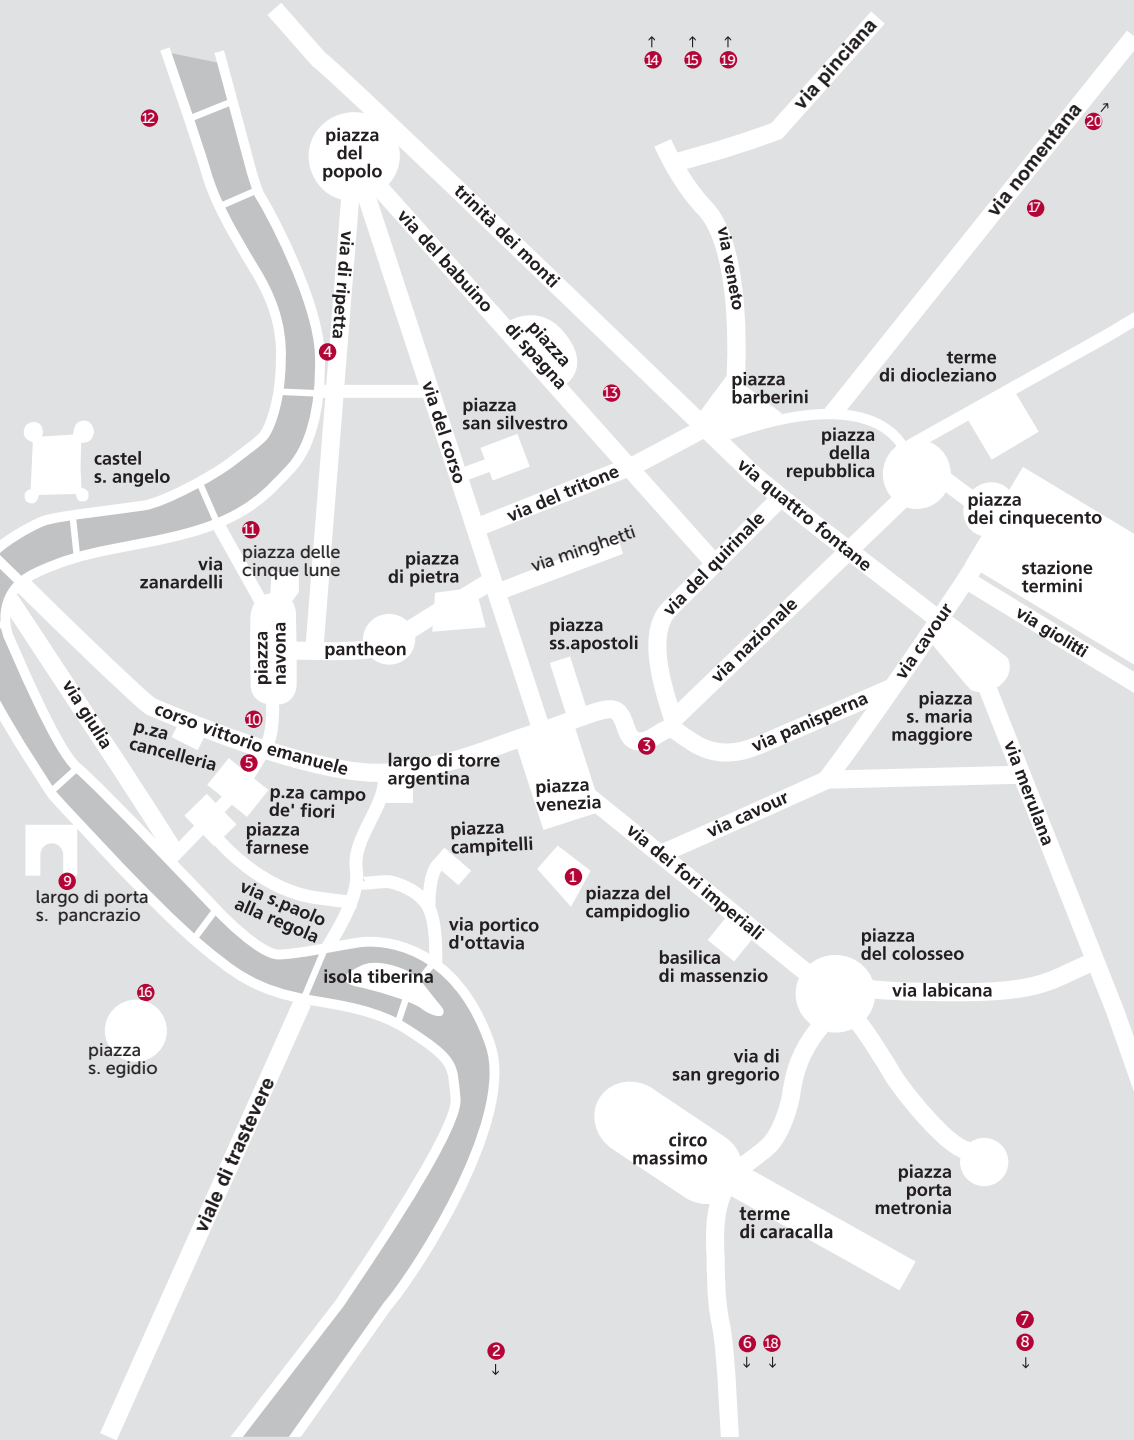 14
15
19
via pinciana
12
20
via nomentana
17
piazza
del
popolo
trinità dei monti
via del babuino
via di ripetta
via veneto
4
piazza
di spagna
13
terme
di diocleziano
piazza
barberini
piazza
san silvestro
via del corso
piazza
della
repubblica
castel
s. angelo
via del tritone
via quattro fontane
piazza
dei cinquecento
11
piazza delle
cinque lune
via
zanardelli
piazza
di pietra
via minghetti
via del quirinale
stazione
termini
via giolitti
via nazionale
via cavour
piazza
ss.apostoli
pantheon
piazza
navona
via giulia
10
corso vittorio emanuele
p.za
cancelleria
5
largo di torre
argentina
3
via panisperna
piazza
s. maria
maggiore
via merulana
p.za campo
de' fiori
piazza
farnese
piazza
venezia
via cavour
piazza
campitelli
via dei fori imperiali
9
largo di porta
s. pancrazio
via s.paolo
alla regola
1
piazza del
campidoglio
via portico
d'ottavia
basilica
di massenzio
piazza
del colosseo
via labicana
isola tiberina
16
piazza
s. egidio
via di
san gregorio
viale di trastevere
circo
massimo
piazza
porta
metronia
terme
di caracalla
2
6
18
7
8